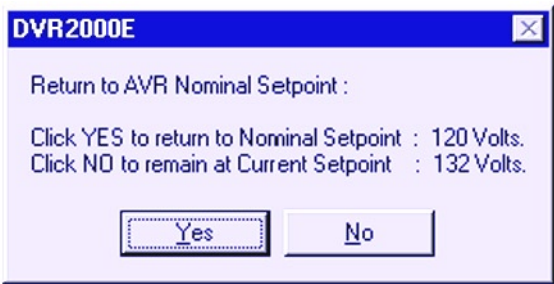 DVR2000E
Return to AVR Nominal Setpoint :
Click YES to return to Nominal Setpoint : 120 Volts.
Click NO to remain at Current Setpoint : 132 Volts.
Yes No